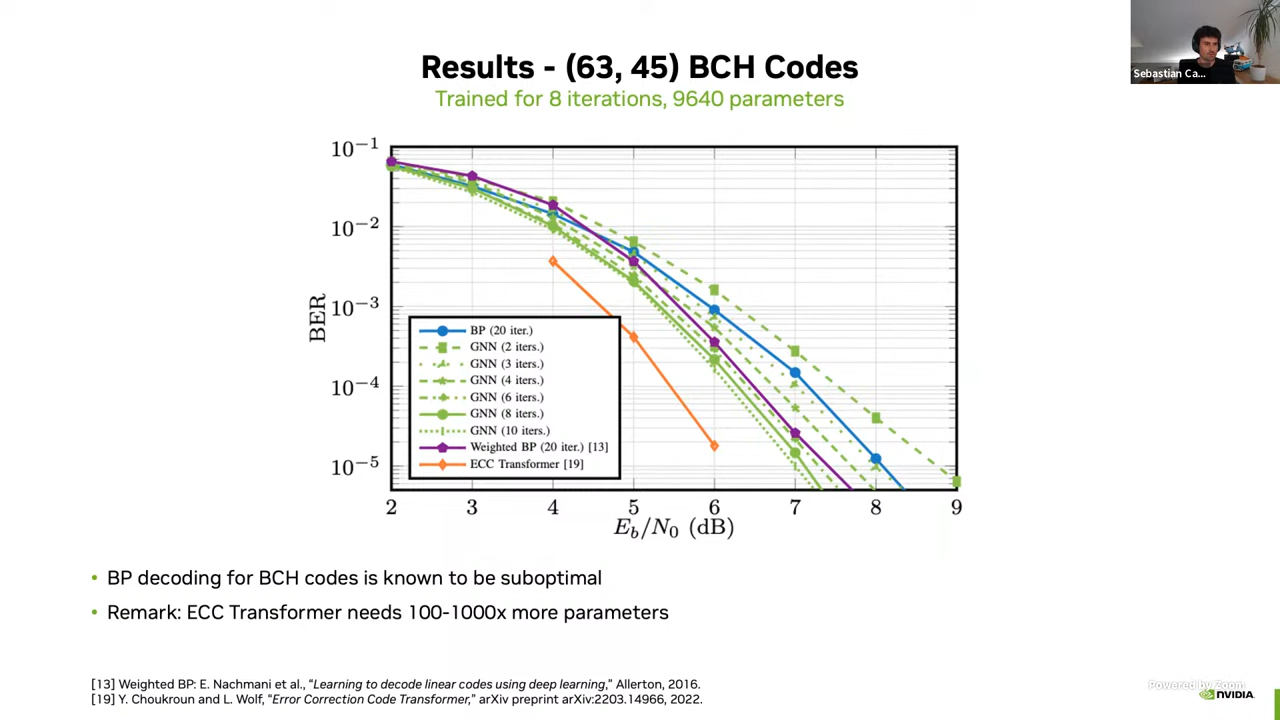 Results - (63, 45) BCH Codes
Trained for 8 iterations, 9640 parameters
Sebastian Ca...
10⁻¹
10⁻²
10⁻³
10⁻⁴
10⁻⁵
BER
BP (20 iter.)
GNN (2 iters.)
GNN (3 iters.)
GNN (4 iters.)
GNN (6 iters.)
GNN (8 iters.)
GNN (10 iters.)
Weighted BP (20 iter.) [13]
ECC Transformer [19]
2 3 4 5 6 7 8 9
E_b/N_0 (dB)
• BP decoding for BCH codes is known to be suboptimal
• Remark: ECC Transformer needs 100-1000x more parameters
[13] Weighted BP: E. Nachmani et al., “Learning to decode linear codes using deep learning,” Allerton, 2016.
[19] Y. Choukroun and L. Wolf, “Error Correction Code Transformer,” arXiv preprint arXiv:2203.14966, 2022.
Powered by Zoom
NVIDIA